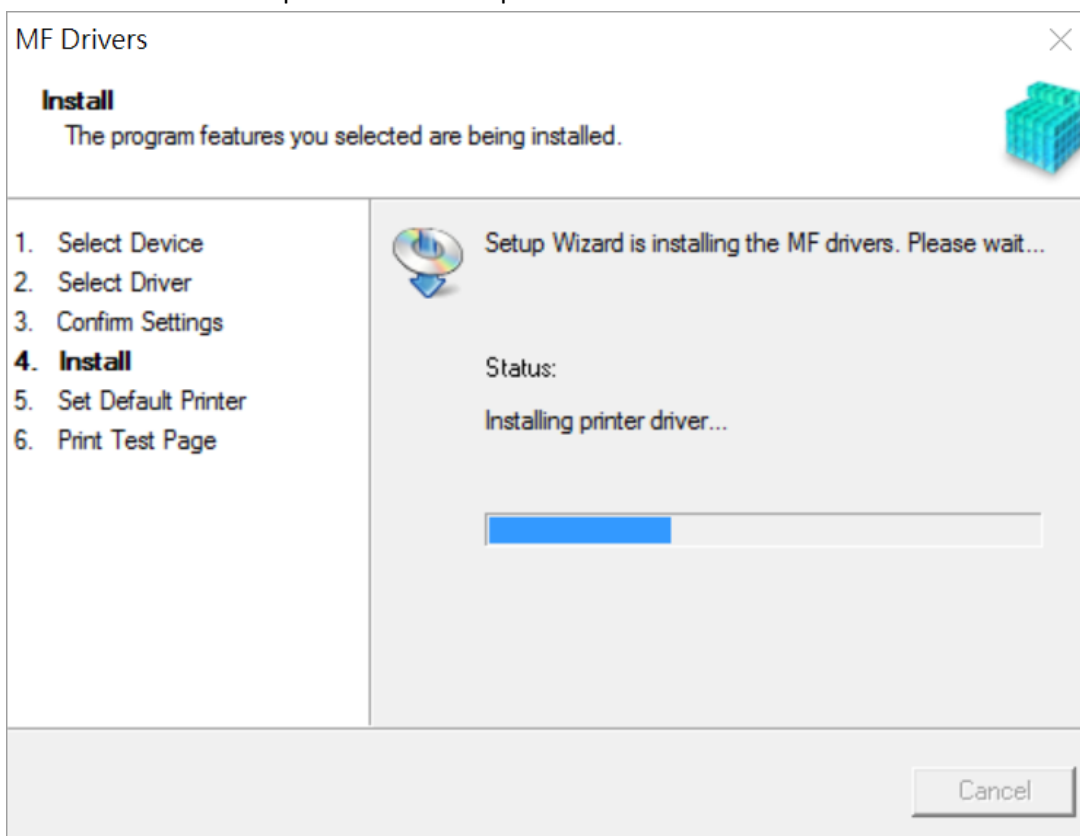 MF Drivers
Install
The program features you selected are being installed.
1. Select Device
2. Select Driver
3. Confirm Settings
4. Install
5. Set Default Printer
6. Print Test Page
Setup Wizard is installing the MF drivers. Please wait...
Status:
Installing printer driver...
Cancel